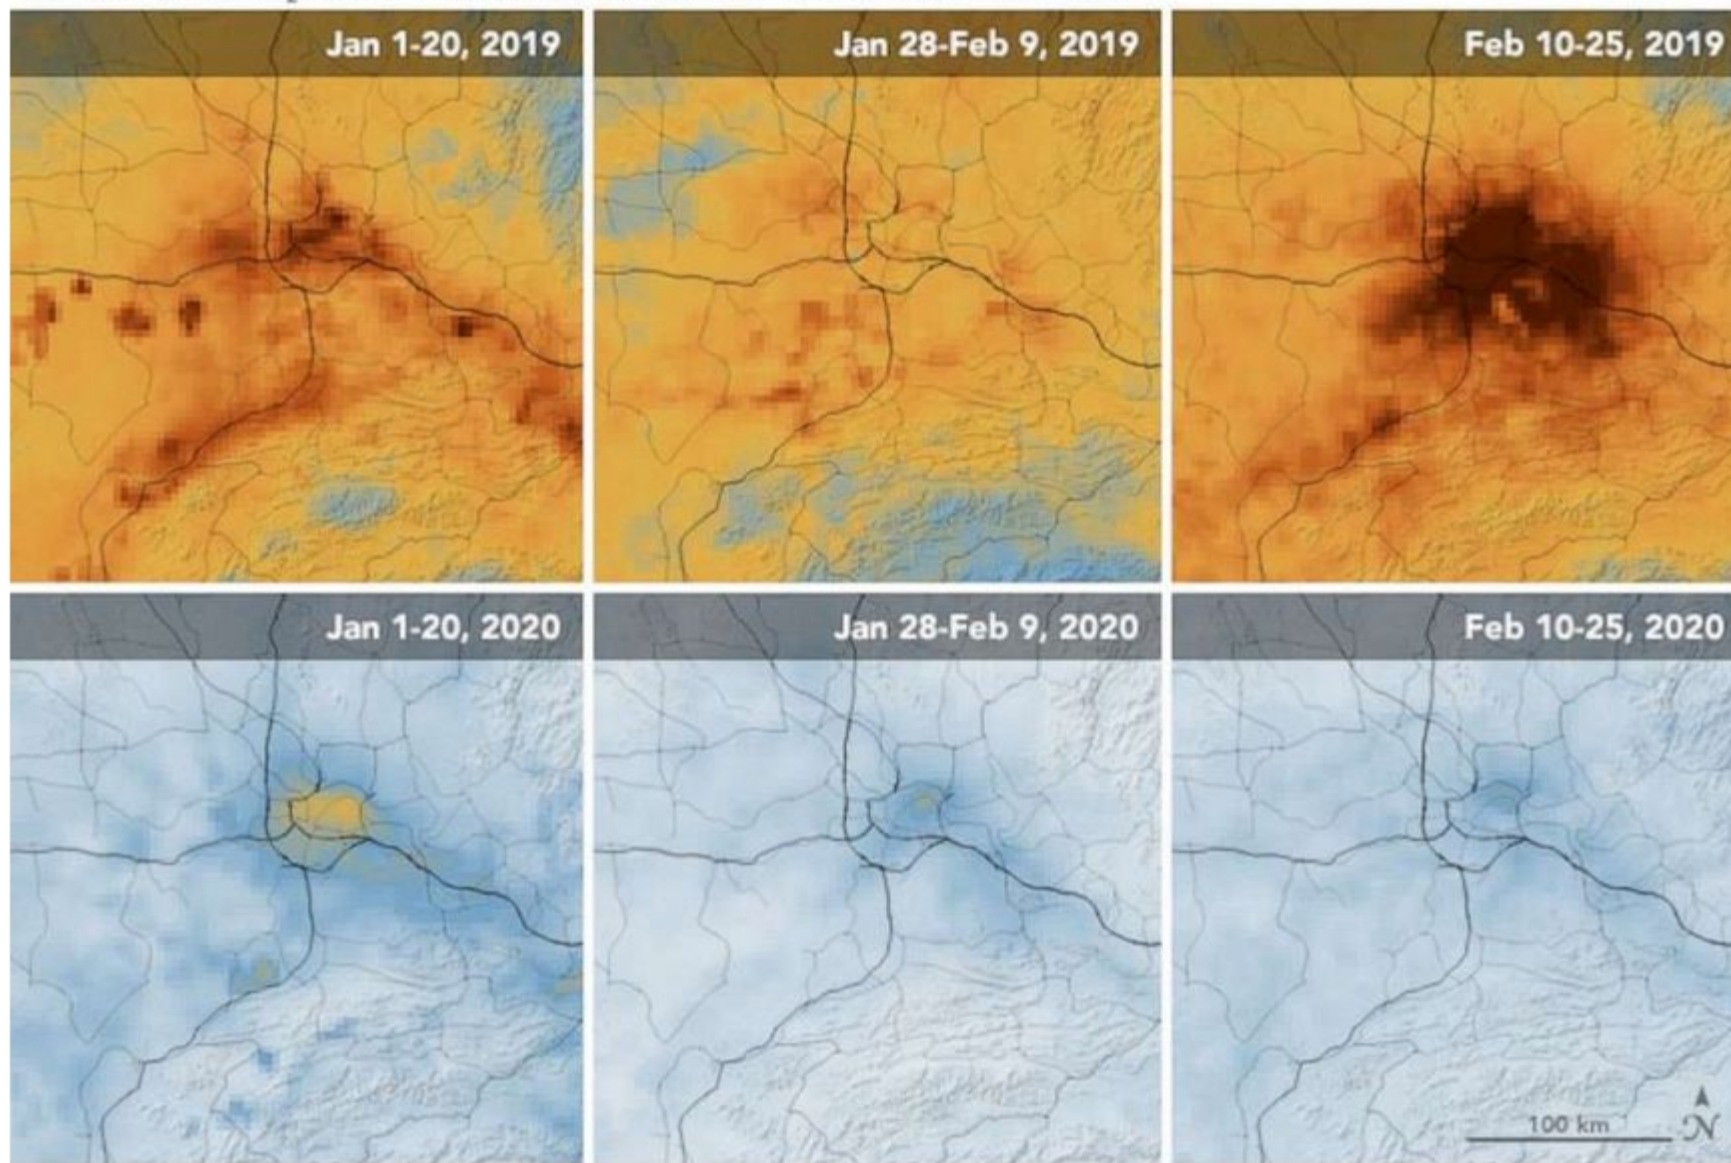 Jan 1-20, 2019
Jan 28-Feb 9, 2019
Feb 10-25, 2019
Jan 1-20, 2020
Jan 28-Feb 9, 2020
Feb 10-25, 2020
100 km
N